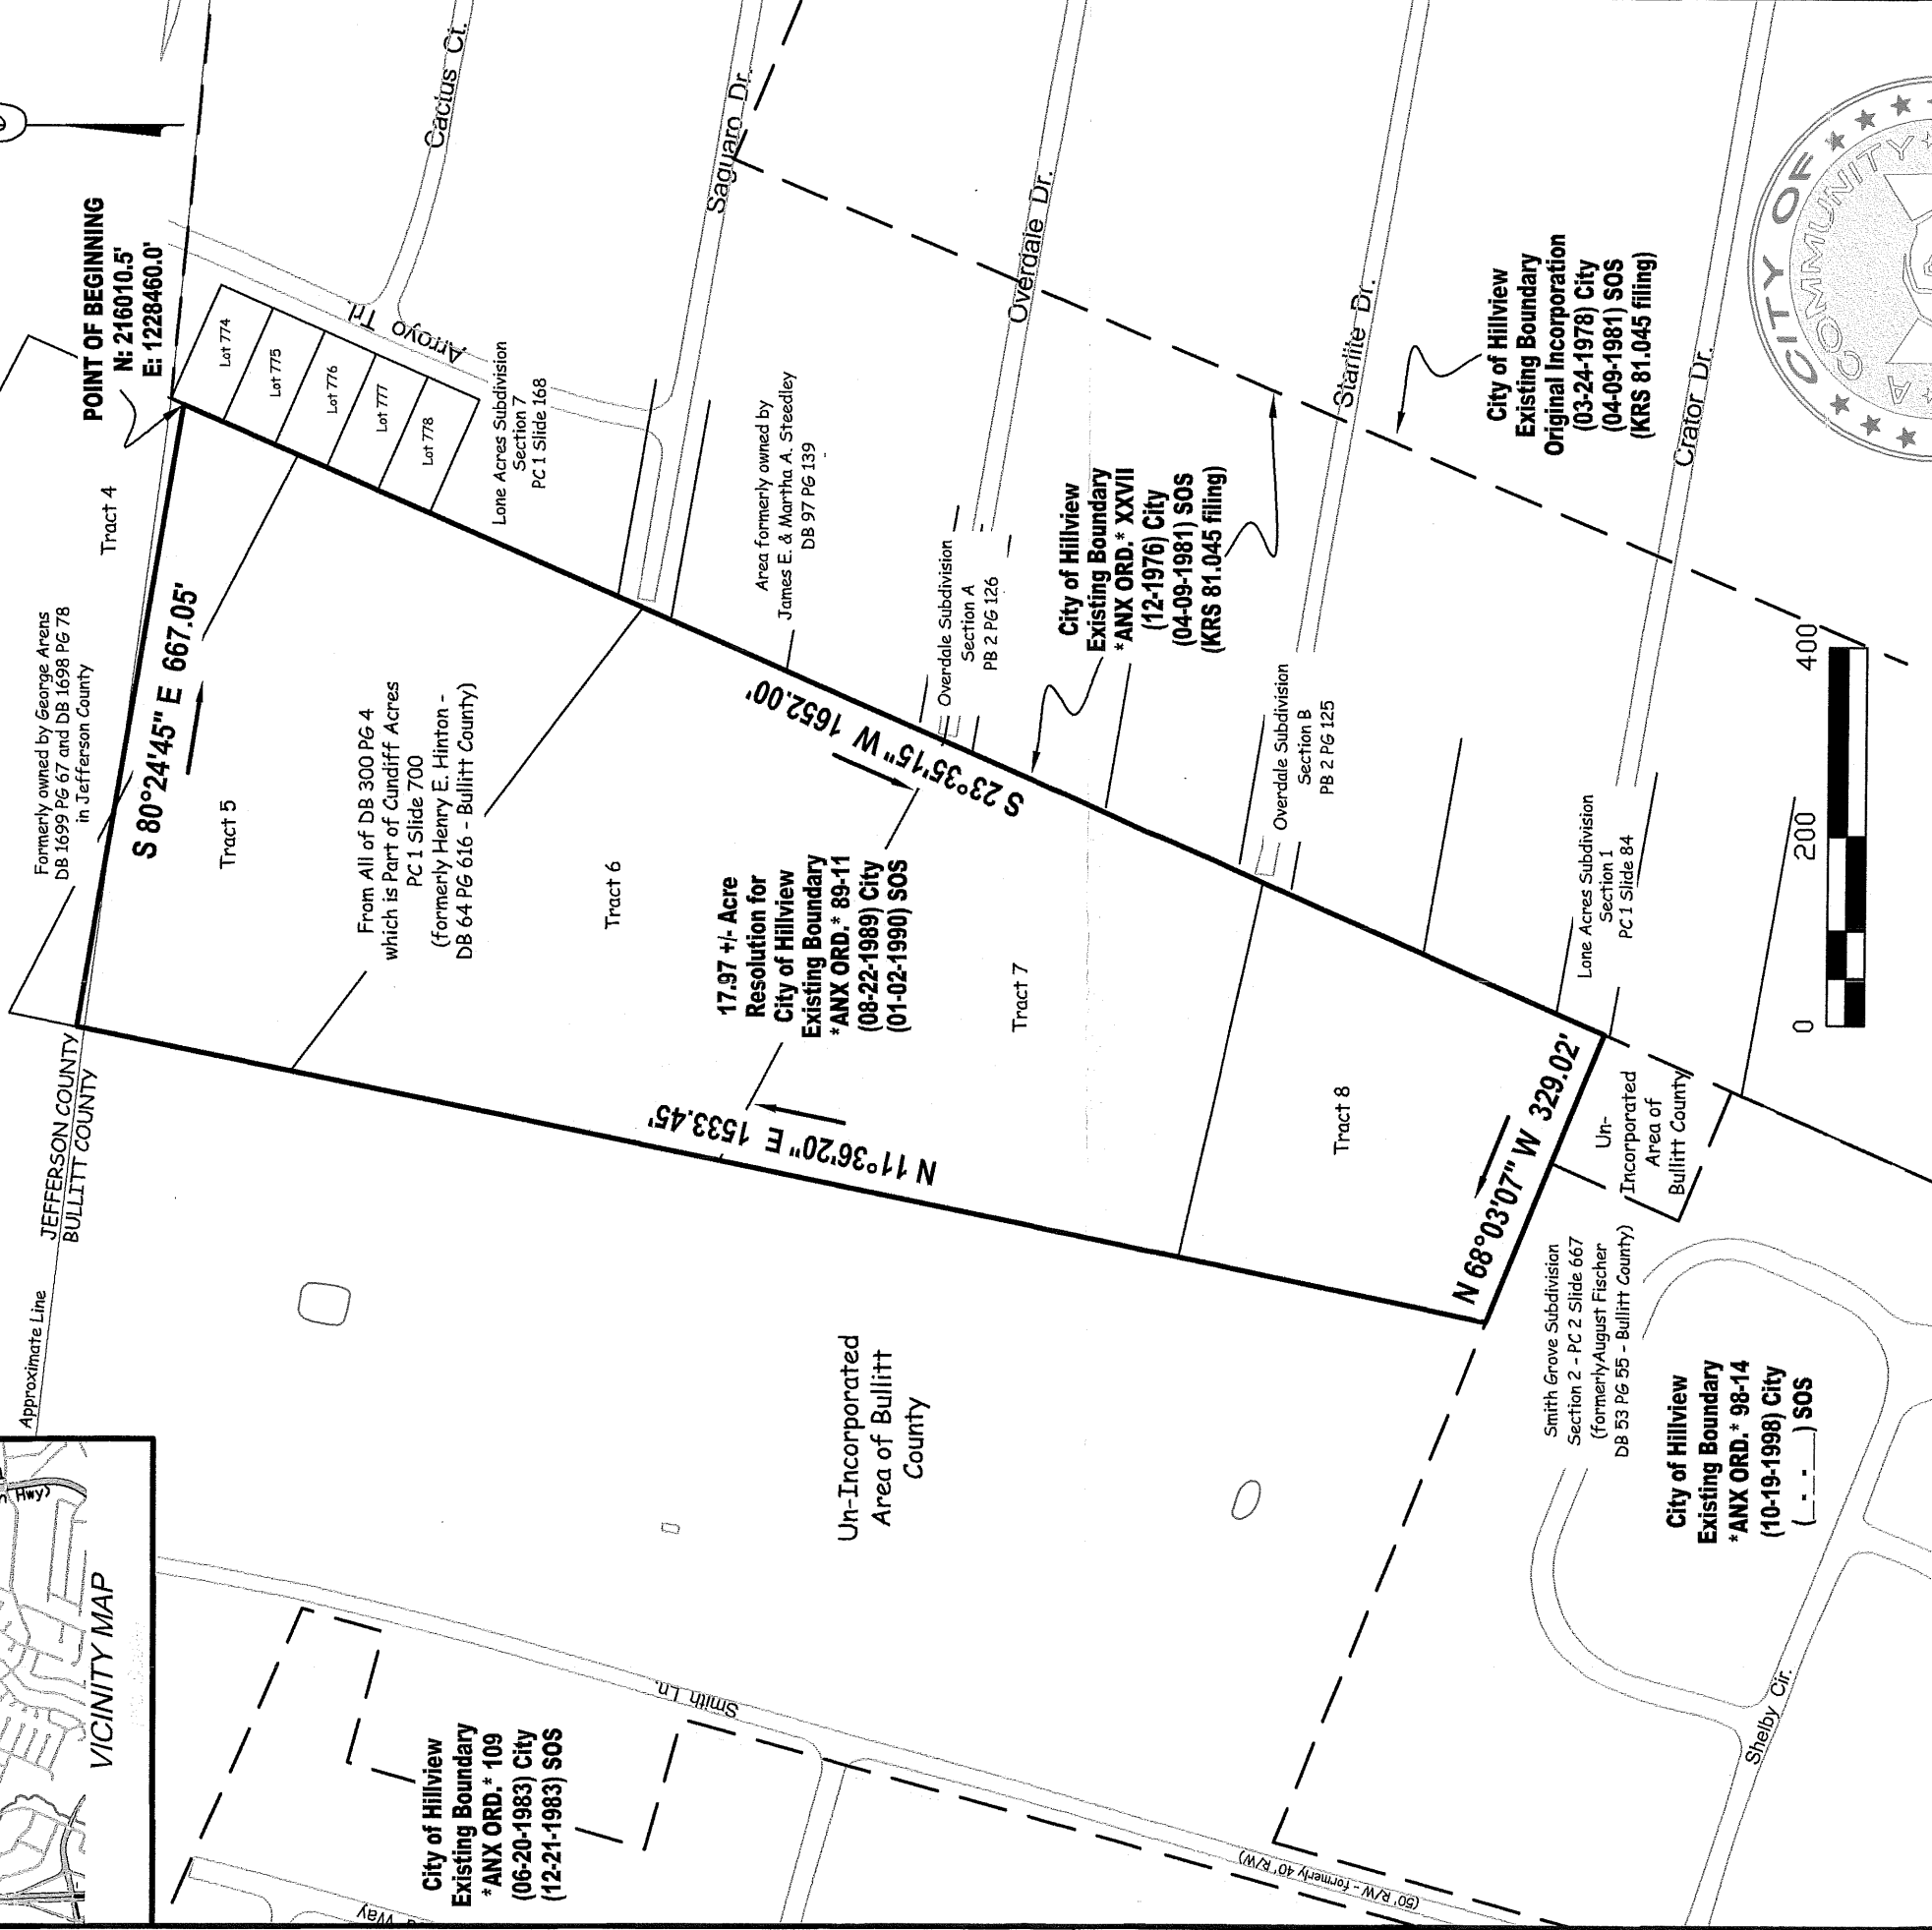 POINT OF BEGINNING
N: 216010.5'
E: 1228460.0'
Cactus Ct.
Saguaro Dr.
Arroyo Trl
Overdale Dr.
Starlite Dr.
Crator Dr.
Lot 774
Lot 775
Lot 776
Lot 777
Lot 778
Lone Acres Subdivision
Section 7
PC 1 Slide 168
Tract 4
Formerly owned by George Arens
DB 1699 PG 67 and DB 1698 PG 78
in Jefferson County
S 80°24'45" E 667.05'
Tract 5
From All of DB 300 PG 4
which is Part of Cundiff Acres
PC 1 Slide 700
(formerly Henry E. Hinton -
DB 64 PG 616 - Bullitt County)
Area formerly owned by
James E. & Martha A. Steedley
DB 97 PG 139
Overdale Subdivision
Section A
PB 2 PG 126
City of Hillview
Existing Boundary
*ANX ORD.* XXVII
(12-1976) City
(04-09-1981) SOS
(KRS 81.045 filing)
City of Hillview
Existing Boundary
Original Incorporation
(03-24-1978) City
(04-09-1981) SOS
(KRS 81.045 filing)
S 23°35'15" W 1652.00'
Tract 6
17.97 +/- Acre
Resolution for
City of Hillview
Existing Boundary
*ANX ORD.* 89-11
(08-22-1989) City
(01-02-1990) SOS
Tract 7
Overdale Subdivision
Section B
PB 2 PG 125
Lone Acres Subdivision
Section 1
PC 1 Slide 84
0 200 400
JEFFERSON COUNTY
BULLITT COUNTY
Approximate Line
N 11°36'20" E 1533.45'
Tract 8
N 68°03'07" W 329.02'
Un-
Incorporated
Area of
Bullitt County
Un-Incorporated
Area of Bullitt
County
Smith Grove Subdivision
Section 2 - PC 2 Slide 667
(formerly August Fischer
DB 53 PG 55 - Bullitt County)
City of Hillview
Existing Boundary
*ANX ORD.* 98-14
(10-19-1998) City
(__-__-____) SOS
Shelby Cir.
Smith Ln.
(50' R/W - formerly 40' R/W)
City of Hillview
Existing Boundary
*ANX ORD.* 109
(06-20-1983) City
(12-21-1983) SOS
Way
VICINITY MAP
Hwy)
CITY OF
A COMMUNITY